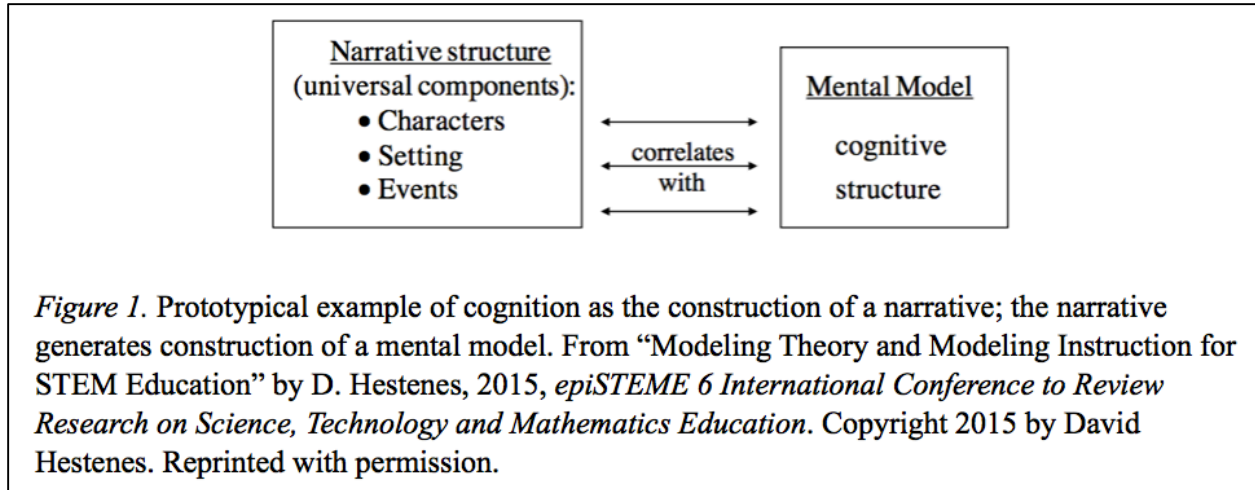 Narrative structure
(universal components):
• Characters
• Setting
• Events
correlates
with
Mental Model
cognitive
structure
Figure 1. Prototypical example of cognition as the construction of a narrative; the narrative
generates construction of a mental model. From “Modeling Theory and Modeling Instruction for
STEM Education” by D. Hestenes, 2015, epiSTEME 6 International Conference to Review
Research on Science, Technology and Mathematics Education. Copyright 2015 by David
Hestenes. Reprinted with permission.